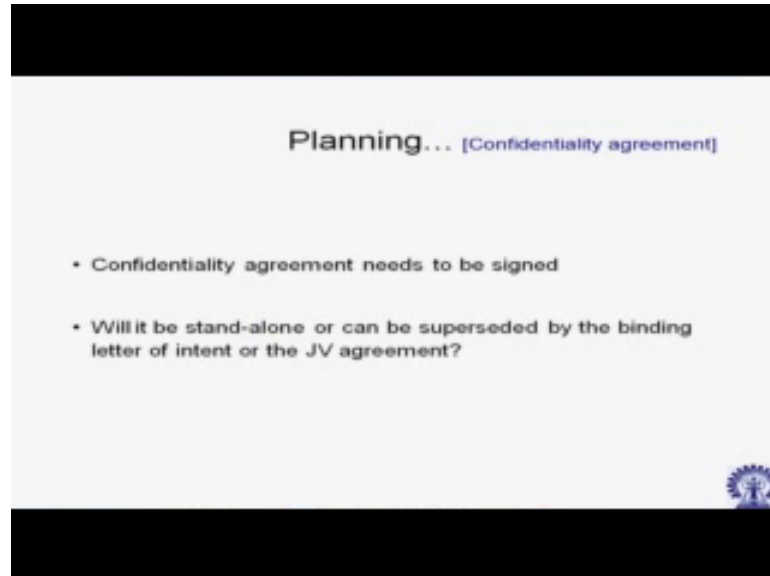 Planning... [Confidentiality agreement]
• Confidentiality agreement needs to be signed
• Will it be stand-alone or can be superseded by the binding
letter of intent or the JV agreement?